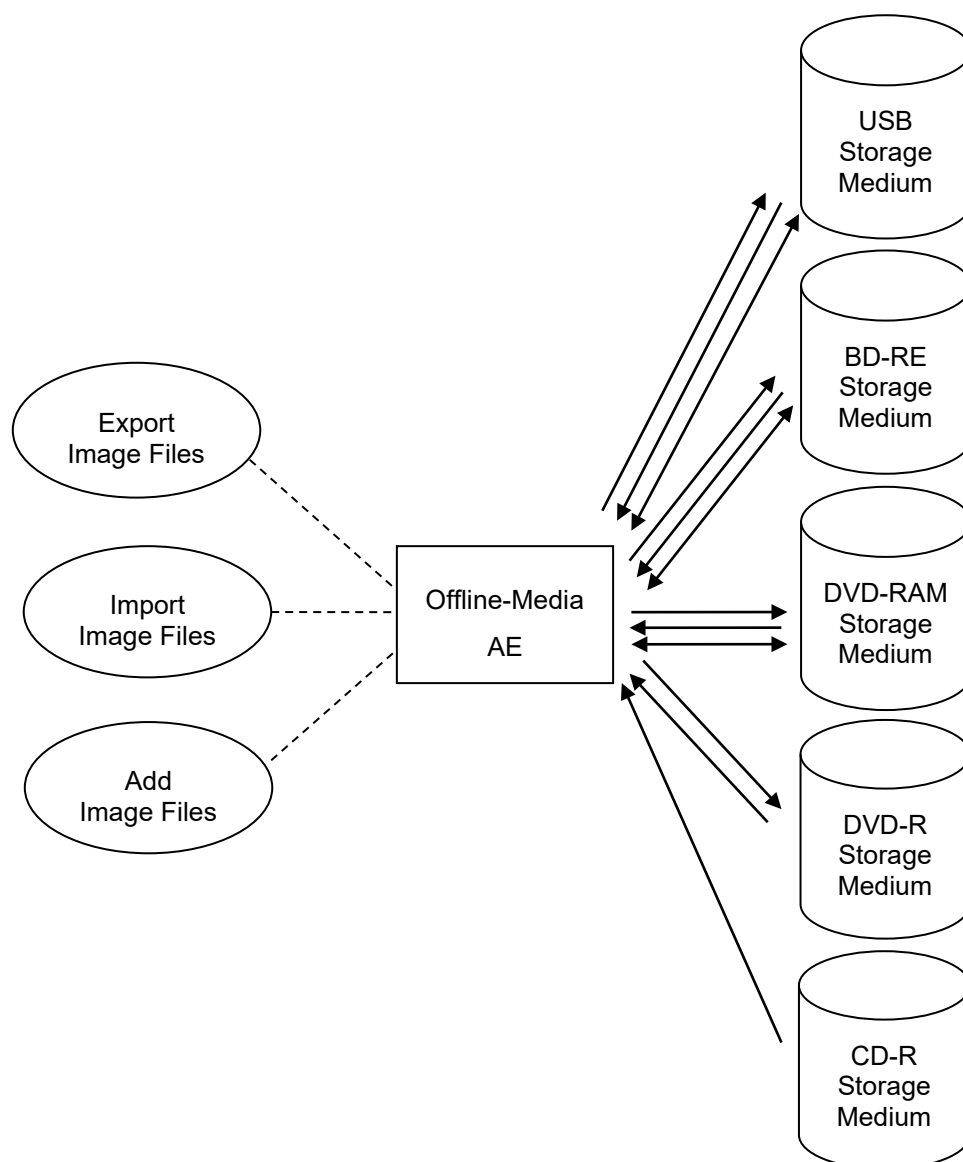 Export
Image Files
Import
Image Files
Add
Image Files
Offline-Media
AE
USB
Storage
Medium
BD-RE
Storage
Medium
DVD-RAM
Storage
Medium
DVD-R
Storage
Medium
CD-R
Storage
Medium